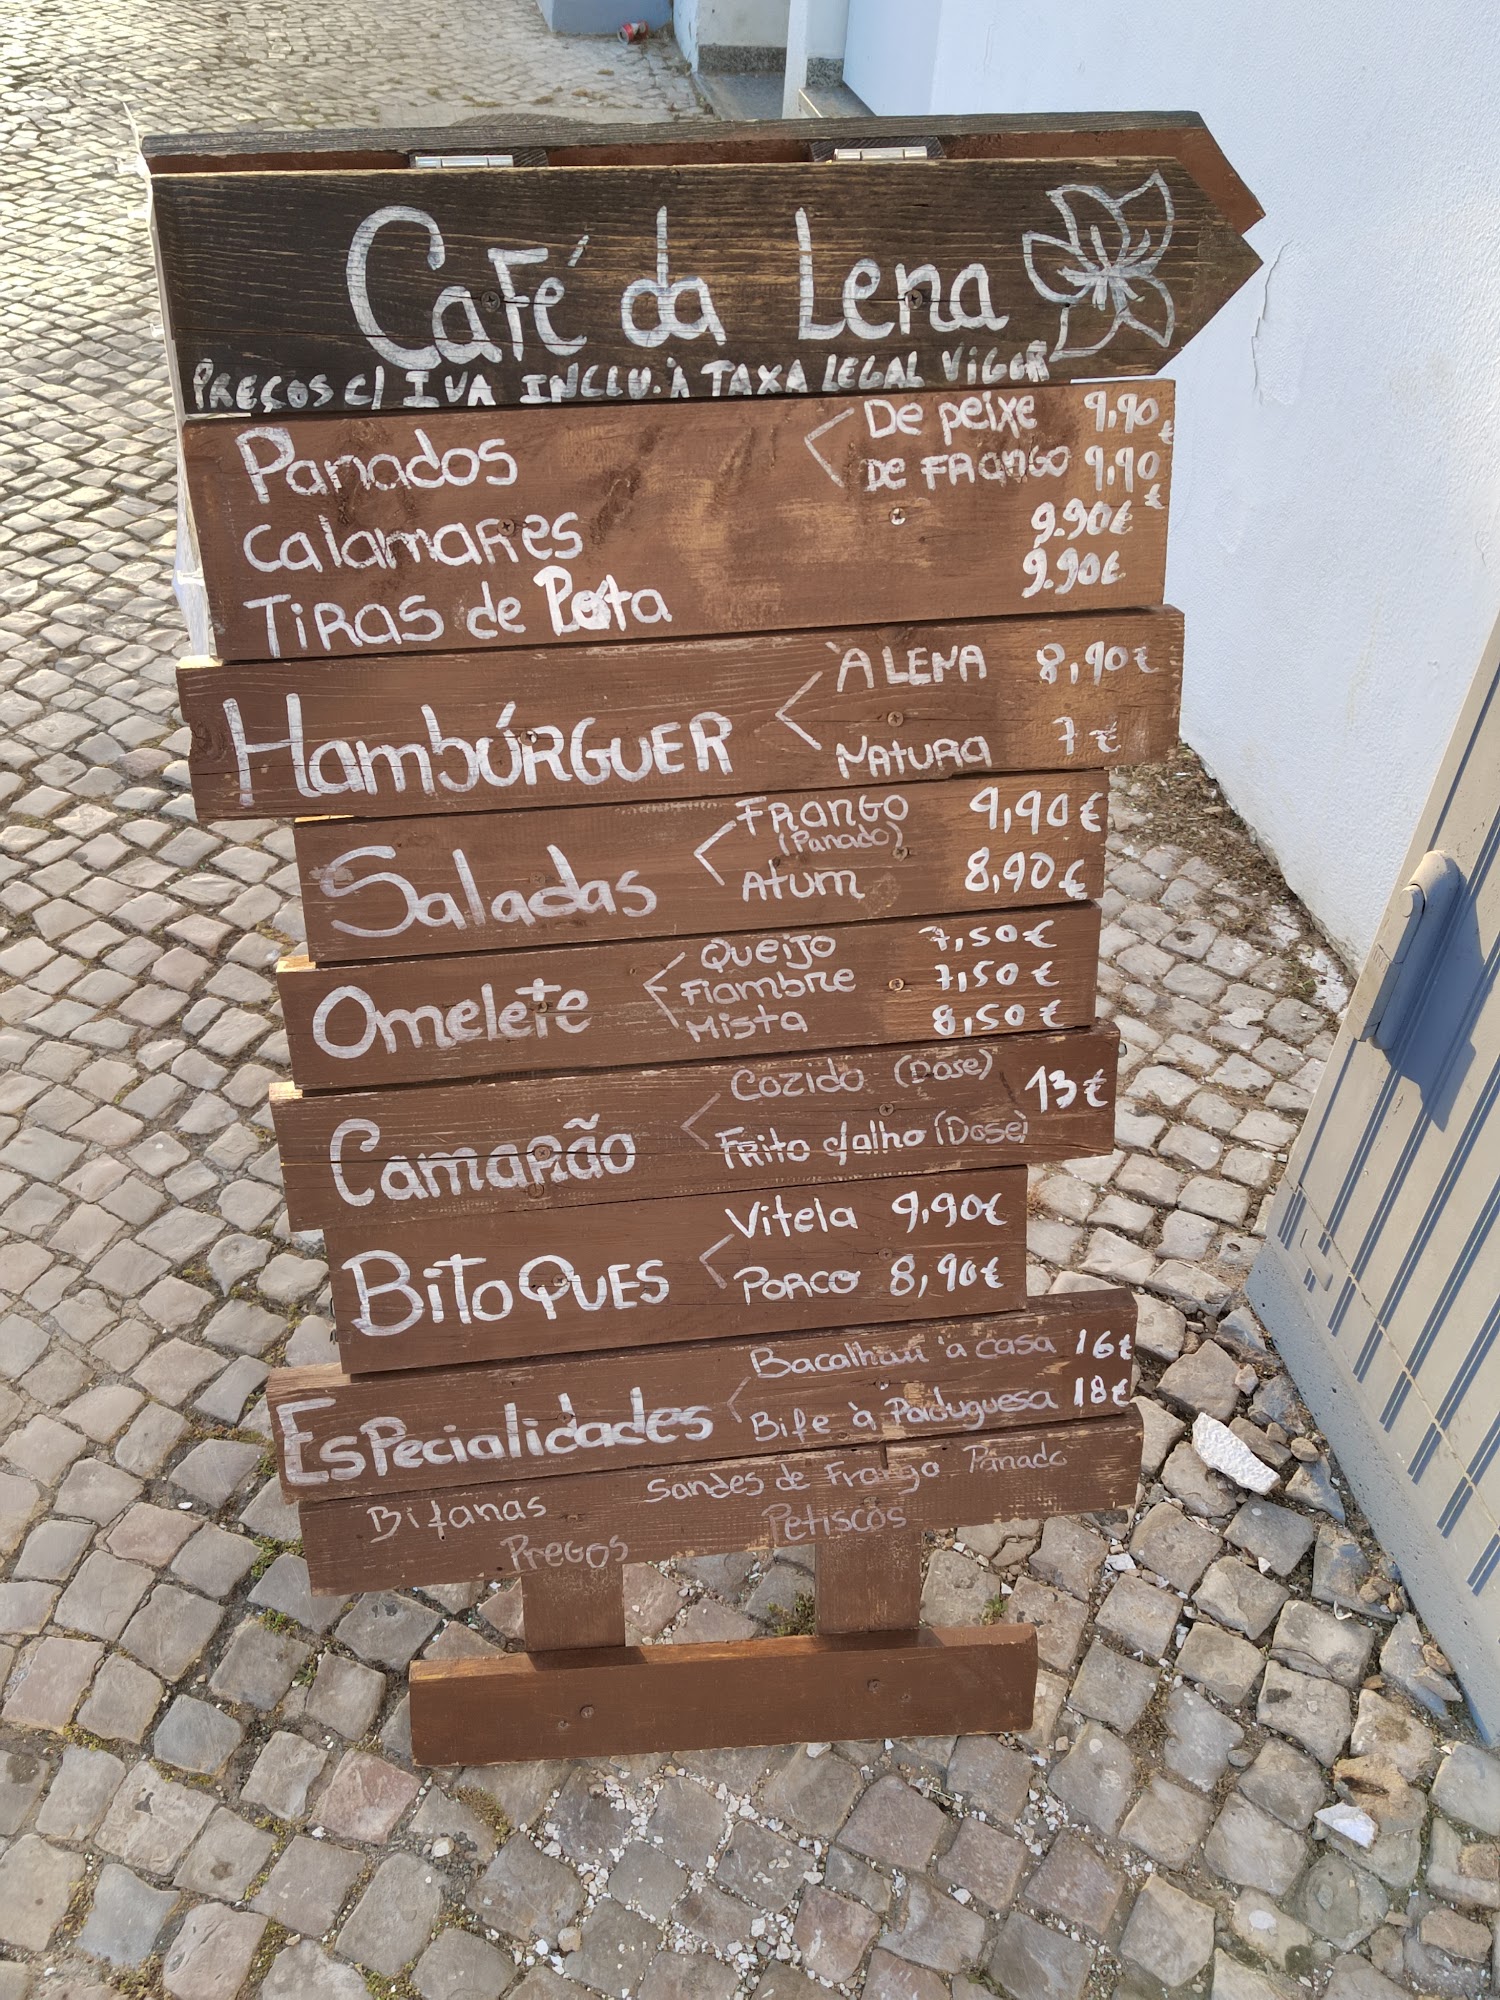 Café da Lena
PREÇOS C/ IVA INCLU. À TAXA LEGAL VIGOR
Panados De peixe 9,90 €
De FRango 9,90 €
CalamaRes 9.90€
TiRas de Pota 9.90€
HambúRGUER À LENA 8,90€
NATURA 7€
Saladas FRanGo (Panado) 9,90€
Atum 8,90€
Omelete Queijo 7,50€
FiambRe 7,50€
Mista 8,50€
CamaRão Cozido (Dose) 13€
FRito c/alho (Dose)
BitoQUES Vitela 9,90€
PoRco 8,90€
EsPecialidades Bacalhau à casa 16€
Bife à Portuguesa 18€
Bifanas Sandes de Frango Panado
PreGos Petiscos